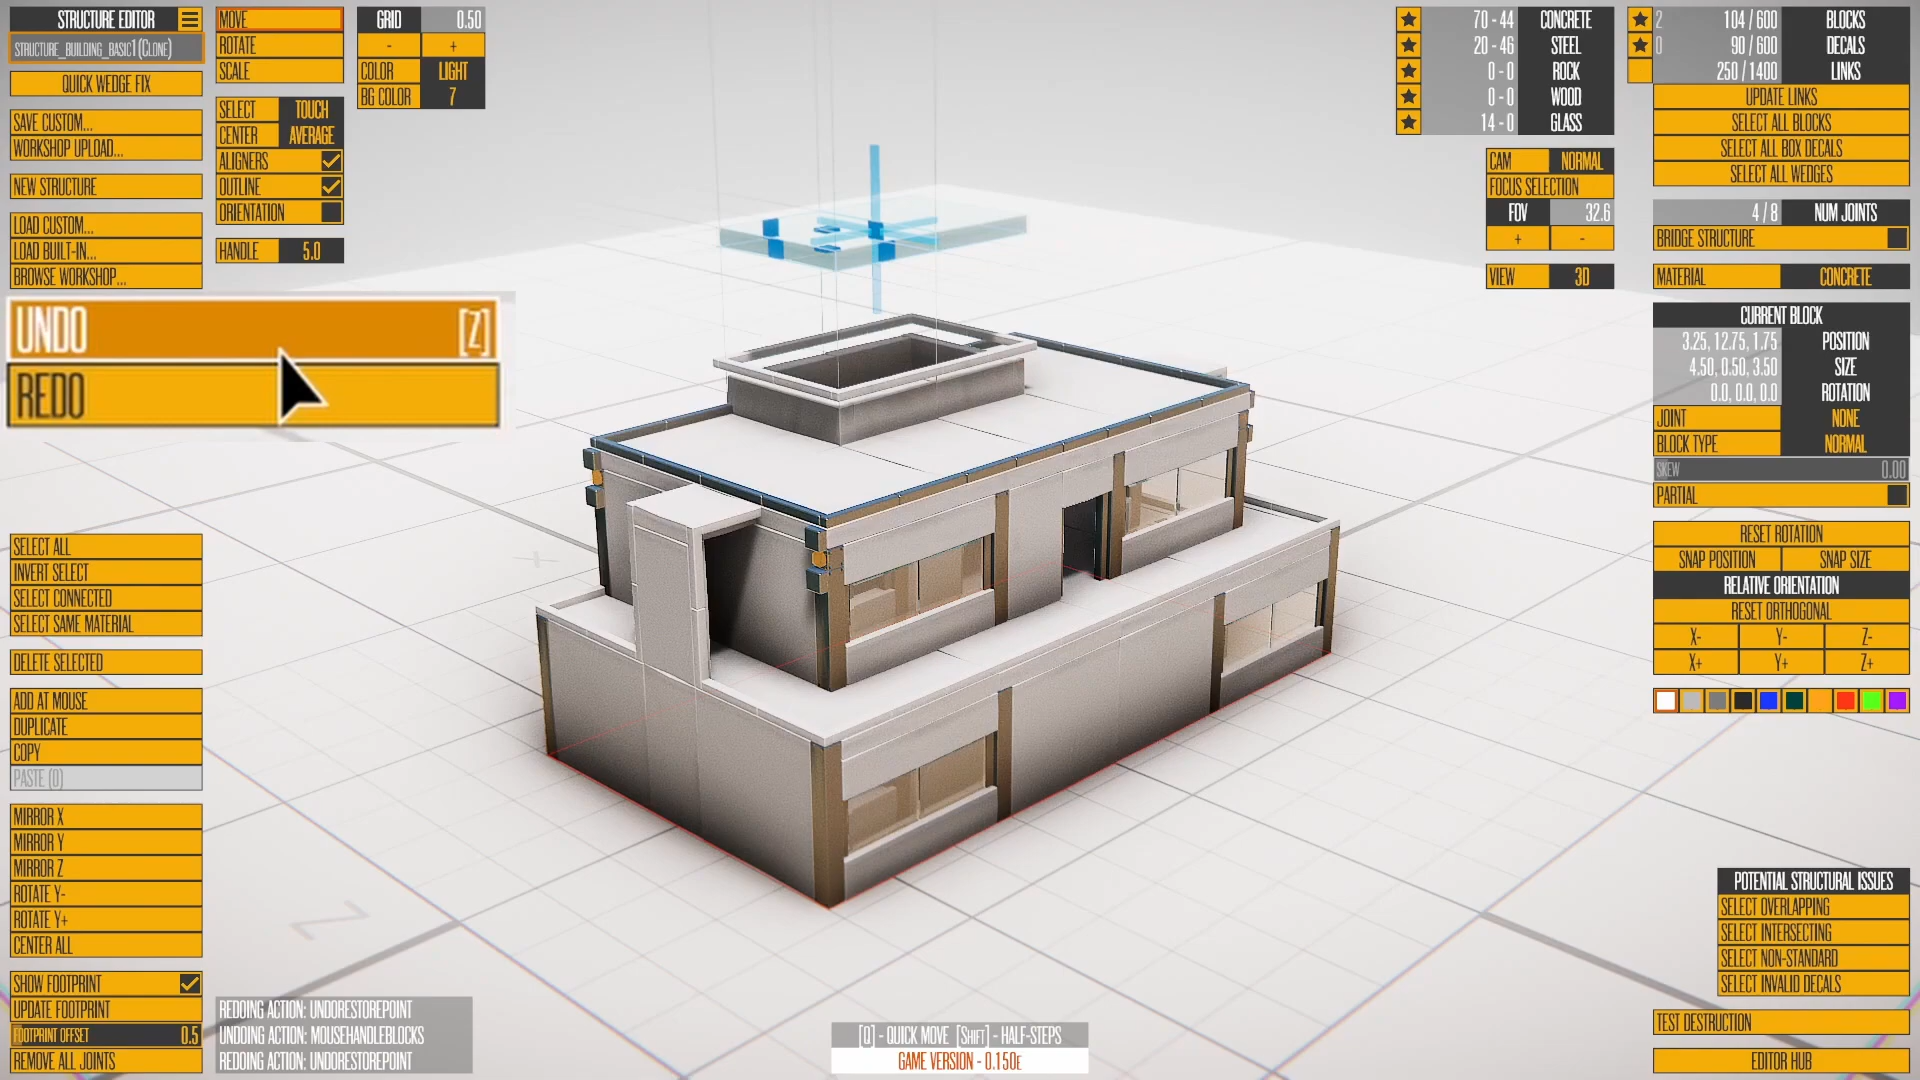 STRUCTURE EDITOR
STRUCTURE_BUILDING_BASIC1(CLONE)
QUICK WEDGE FIX
SAVE CUSTOM...
WORKSHOP UPLOAD...
NEW STRUCTURE
LOAD CUSTOM...
LOAD BUILT-IN...
BROWSE WORKSHOP...
UNDO [Z]
REDO
SELECT ALL
INVERT SELECT
SELECT CONNECTED
SELECT SAME MATERIAL
DELETE SELECTED
ADD AT MOUSE
DUPLICATE
COPY
PASTE (0)
MIRROR X
MIRROR Y
MIRROR Z
ROTATE Y-
ROTATE Y+
CENTER ALL
SHOW FOOTPRINT
UPDATE FOOTPRINT
FOOTPRINT OFFSET 0.5
REMOVE ALL JOINTS
MOVE
ROTATE
SCALE
SELECT TOUCH
CENTER AVERAGE
ALIGNERS
OUTLINE
ORIENTATION
HANDLE 5.0
GRID 0.50
- +
COLOR LIGHT
BG COLOR 7
Z
REDOING ACTION: UNDORESTOREPOINT
UNDOING ACTION: MOUSEHANDLEBLOCKS
REDOING ACTION: UNDORESTOREPOINT
[Q] - QUICK MOVE [SHIFT] - HALF-STEPS
GAME VERSION - 0.150E
70 - 44 CONCRETE
20 - 46 STEEL
0 - 0 ROCK
0 - 0 WOOD
14 - 0 GLASS
CAM NORMAL
FOCUS SELECTION
FOV 32.6
+ -
VIEW 3D
2 104 / 600 BLOCKS
0 90 / 600 DECALS
250 / 1400 LINKS
UPDATE LINKS
SELECT ALL BLOCKS
SELECT ALL BOX DECALS
SELECT ALL WEDGES
4 / 8 NUM JOINTS
BRIDGE STRUCTURE
MATERIAL CONCRETE
CURRENT BLOCK
3.25, 12.75, 1.75 POSITION
4.50, 0.50, 3.50 SIZE
0.0, 0.0, 0.0 ROTATION
JOINT NONE
BLOCK TYPE NORMAL
SKEW 0.00
PARTIAL
RESET ROTATION
SNAP POSITION SNAP SIZE
RELATIVE ORIENTATION
RESET ORTHOGONAL
X- Y- Z-
X+ Y+ Z+
POTENTIAL STRUCTURAL ISSUES
SELECT OVERLAPPING
SELECT INTERSECTING
SELECT NON-STANDARD
SELECT INVALID DECALS
TEST DESTRUCTION
EDITOR HUB